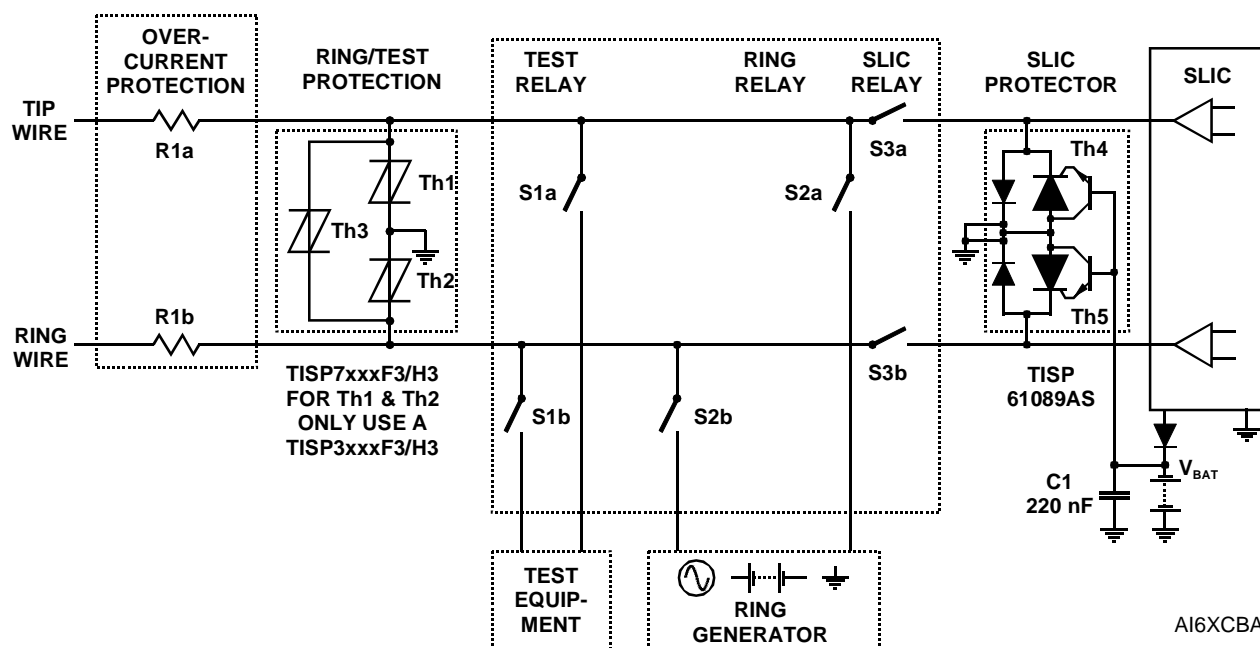 OVER-
CURRENT
PROTECTION
RING/TEST
PROTECTION
TEST
RELAY
RING
RELAY
SLIC
RELAY
SLIC
PROTECTOR
SLIC
TIP
WIRE
R1a
Th1
Th3
Th2
S1a
S2a
S3a
Th4
Th5
RING
WIRE
R1b
TISP7xxxF3/H3
FOR Th1 & Th2
ONLY USE A
TISP3xxxF3/H3
S1b
S2b
S3b
TISP
61089AS
C1
220 nF
VBAT
TEST
EQUIP-
MENT
RING
GENERATOR
AI6XCBA